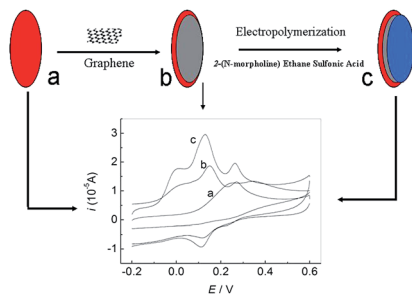 Graphene
Electropolymerization
2-(N-morpholine) Ethane Sulfonic Acid
a
b
c
i (10⁻⁵A)
3
2
1
0
-1
c
b
a
-0.2 0.0 0.2 0.4 0.6
E / V